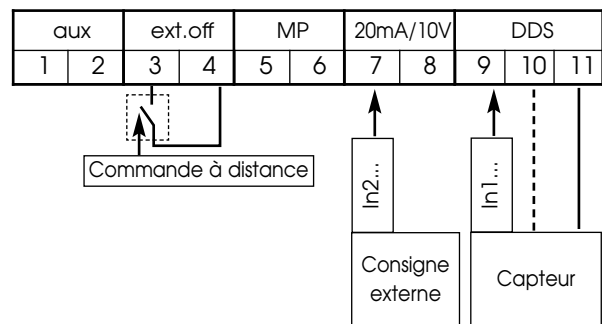 aux ext.off MP 20mA/10V DDS
1 2 3 4 5 6 7 8 9 10 11
Commande à distance
In2...
In1...
Consigne
externe
Capteur